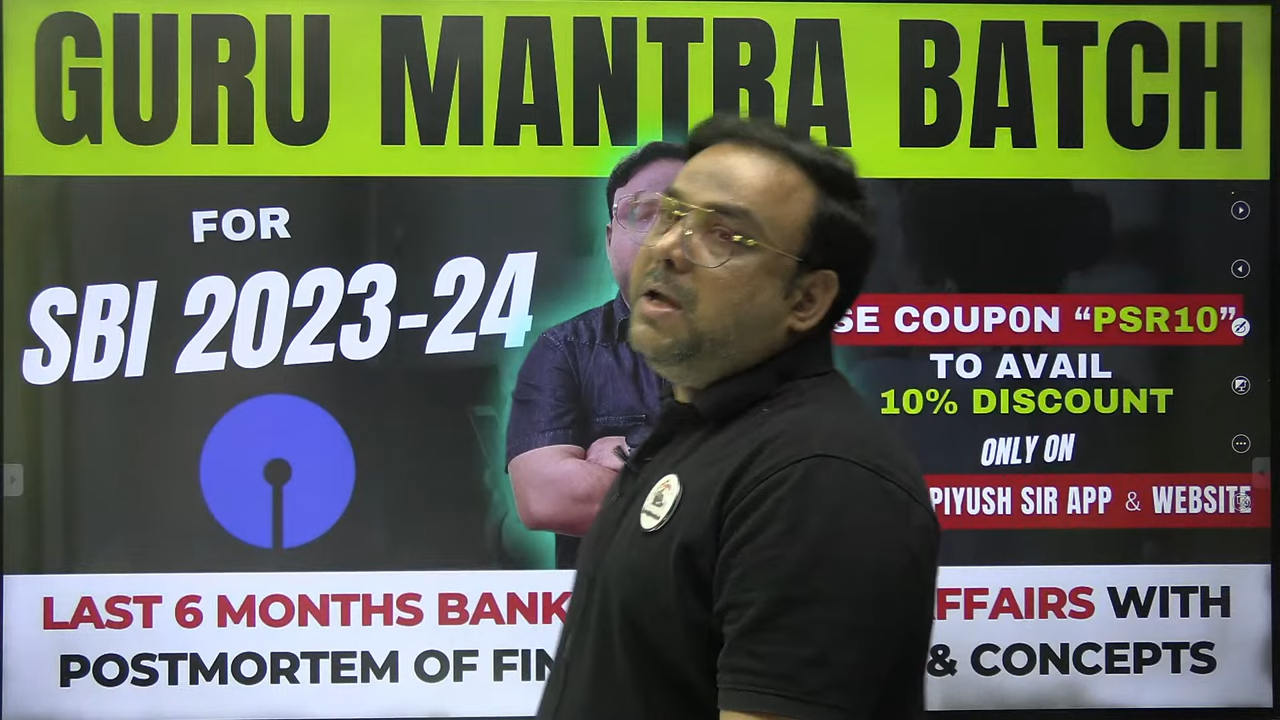 GURU MANTRA BATCH
FOR
SBI 2023-24
SE COUP0N “PSR10”
TO AVAIL
10% DISCOUNT
ONLY ON
PIYUSH SIR APP & WEBSITE
LAST 6 MONTHS BANK FFAIRS WITH
POSTMORTEM OF FIN & CONCEPTS